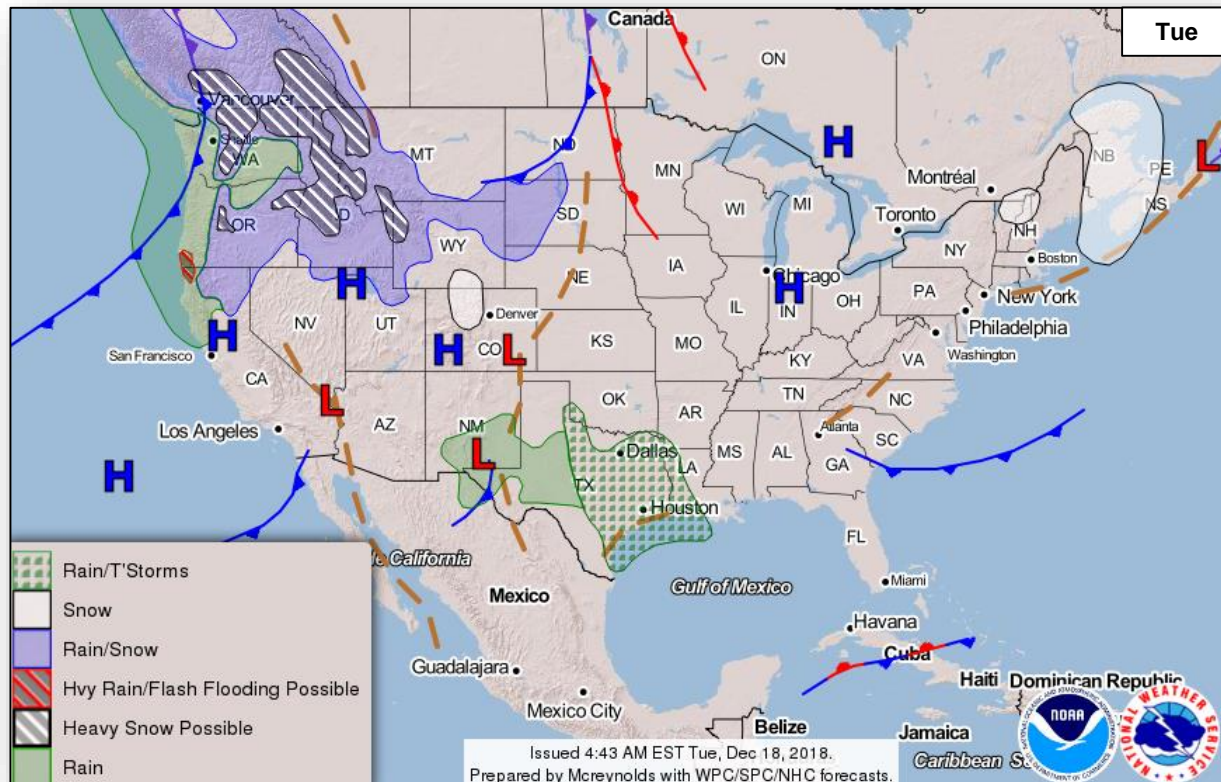 Canada
Tue
ON
Vancouver
Seattle
WA
MT
ND
MN
NB
PE
Montréal
NS
OR
ID
SD
WI
MI
Toronto
NH
WY
IA
NY
Boston
NE
Chicago
NV
UT
Denver
IL
IN
OH
PA
New York
Philadelphia
H
H
H
H
H
H
L
L
L
L
San Francisco
CO
KS
MO
KY
VA
Washington
CA
OK
TN
NC
AZ
NM
AR
Atlanta
SC
Los Angeles
Dallas
MS
AL
GA
LA
TX
Houston
FL
Rain/T'Storms
Snow
Rain/Snow
Hvy Rain/Flash Flooding Possible
Heavy Snow Possible
Rain
California
Mexico
Gulf of Mexico
Miami
Havana
Cuba
Guadalajara
Haiti
Dominican Republic
Mexico City
Belize
Jamaica
Caribbean
NOAA
NATIONAL WEATHER SERVICE
Issued 4:43 AM EST Tue, Dec 18, 2018.
Prepared by Mcreynolds with WPC/SPC/NHC forecasts.